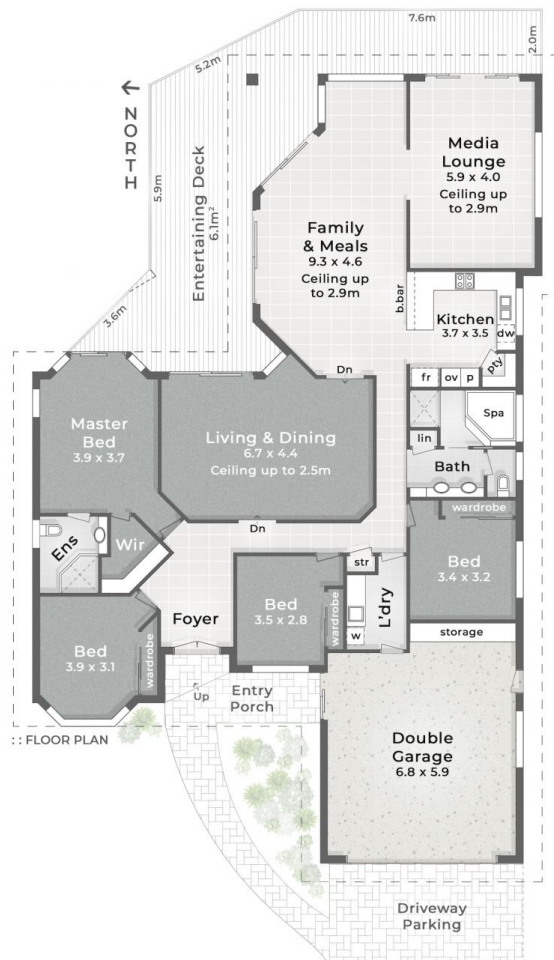 7.6m
2.0m
5.2m
NORTH
5.9m
Entertaining Deck
6.1m²
3.6m
Media
Lounge
5.9 x 4.0
Ceiling up
to 2.9m
Family
& Meals
9.3 x 4.6
Ceiling up
to 2.9m
b.bar
Kitchen
3.7 x 3.5
dw
pty
fr
ov
p
Dn
Master
Bed
3.9 x 3.7
Living & Dining
6.7 x 4.4
Ceiling up to 2.5m
Dn
Spa
lin
Bath
wardrobe
Bed
3.4 x 3.2
Ens
Wir
str
L'dry
w
Bed
3.5 x 2.8
wardrobe
Foyer
Bed
3.9 x 3.1
wardrobe
storage
Up
Entry
Porch
:: FLOOR PLAN
Double
Garage
6.8 x 5.9
Driveway
Parking